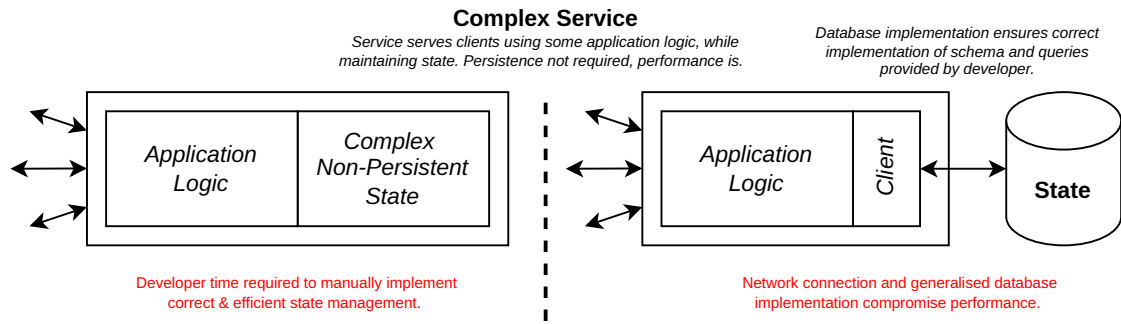 Complex Service
Service serves clients using some application logic, while
maintaining state. Persistence not required, performance is.
Database implementation ensures correct
implementation of schema and queries
provided by developer.
Application
Logic
Complex
Non-Persistent
State
Application
Logic
Client
State
Developer time required to manually implement
correct & efficient state management.
Network connection and generalised database
implementation compromise performance.